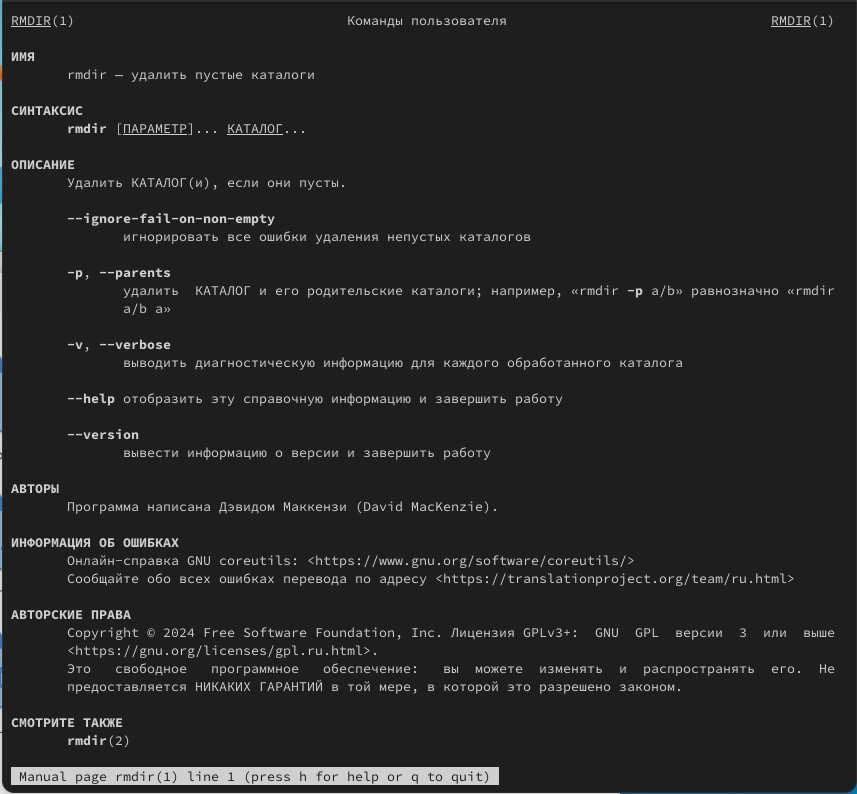 RMDIR(1) Команды пользователя RMDIR(1)
ИМЯ
rmdir — удалить пустые каталоги
СИНТАКСИС
rmdir [ПАРАМЕТР]... КАТАЛОГ...
ОПИСАНИЕ
Удалить КАТАЛОГ(и), если они пусты.
--ignore-fail-on-non-empty
игнорировать все ошибки удаления непустых каталогов
-p, --parents
удалить КАТАЛОГ и его родительские каталоги; например, «rmdir -p a/b» равнозначно «rmdir
a/b a»
-v, --verbose
выводить диагностическую информацию для каждого обработанного каталога
--help отобразить эту справочную информацию и завершить работу
--version
вывести информацию о версии и завершить работу
АВТОРЫ
Программа написана Дэвидом Маккензи (David MacKenzie).
ИНФОРМАЦИЯ ОБ ОШИБКАХ
Онлайн-справка GNU coreutils: <https://www.gnu.org/software/coreutils/>
Сообщайте обо всех ошибках перевода по адресу <https://translationproject.org/team/ru.html>
АВТОРСКИЕ ПРАВА
Copyright © 2024 Free Software Foundation, Inc. Лицензия GPLv3+: GNU GPL версии 3 или выше
<https://gnu.org/licenses/gpl.ru.html>.
Это свободное программное обеспечение: вы можете изменять и распространять его. Не
предоставляется НИКАКИХ ГАРАНТИЙ в той мере, в которой это разрешено законом.
СМОТРИТЕ ТАКЖЕ
rmdir(2)
Manual page rmdir(1) line 1 (press h for help or q to quit)